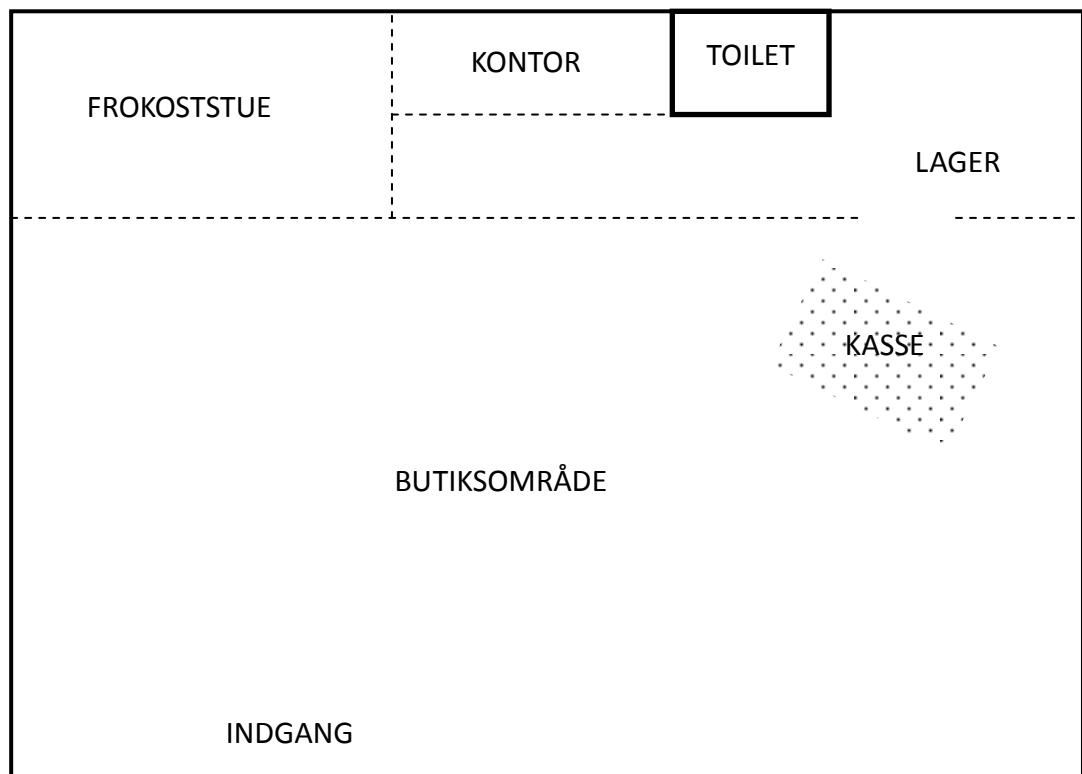 KONTOR
TOILET
FROKOSTSTUE
LAGER
KASSE
BUTIKSOMRÅDE
INDGANG